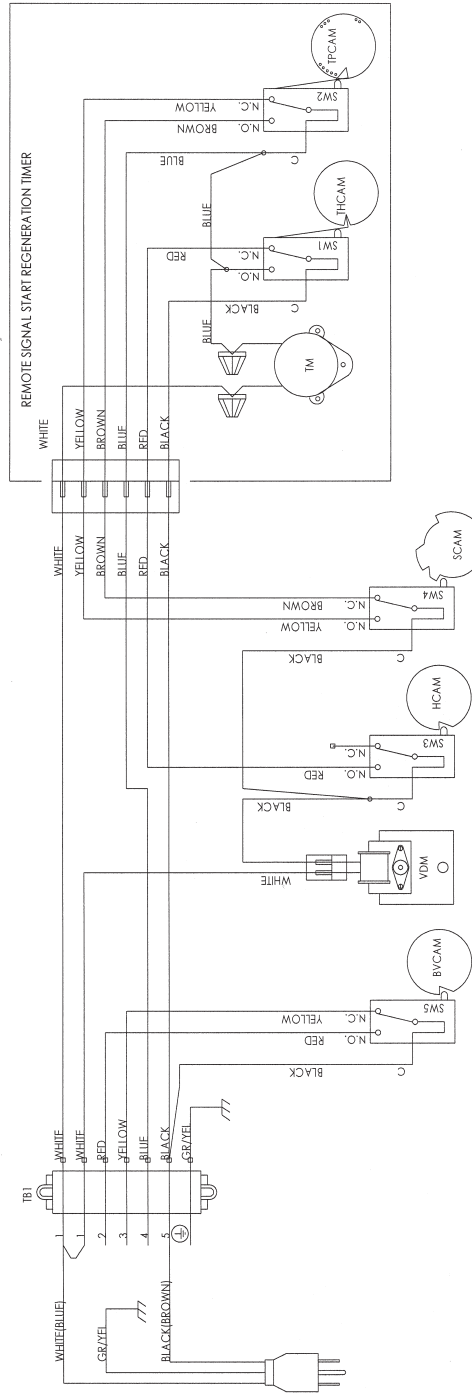 REMOTE SIGNAL START REGENERATION TIMER
WHITE
YELLOW
BROWN
BLUE
RED
BLACK
WHITE
YELLOW
BROWN
BLUE
RED
BLACK
YELLOW
BROWN
BLUE
N.C.
N.O.
C
SW2
TPCAM
BLUE
RED
BLACK
BLUE
N.C.
N.O.
C
SW1
THCAM
TM
BROWN
YELLOW
BLACK
N.C.
N.O.
C
SW4
SCAM
RED
BLACK
N.C.
N.O.
C
SW3
HCAM
WHITE
VDM
YELLOW
RED
BLACK
N.C.
N.O.
C
SW5
BVCAM
TB1
WHITE
WHITE
RED
YELLOW
BLUE
BLACK
GR/YEL
1
1
2
3
4
5
WHITE(BLUE)
GR/YEL
BLACK(BROWN)